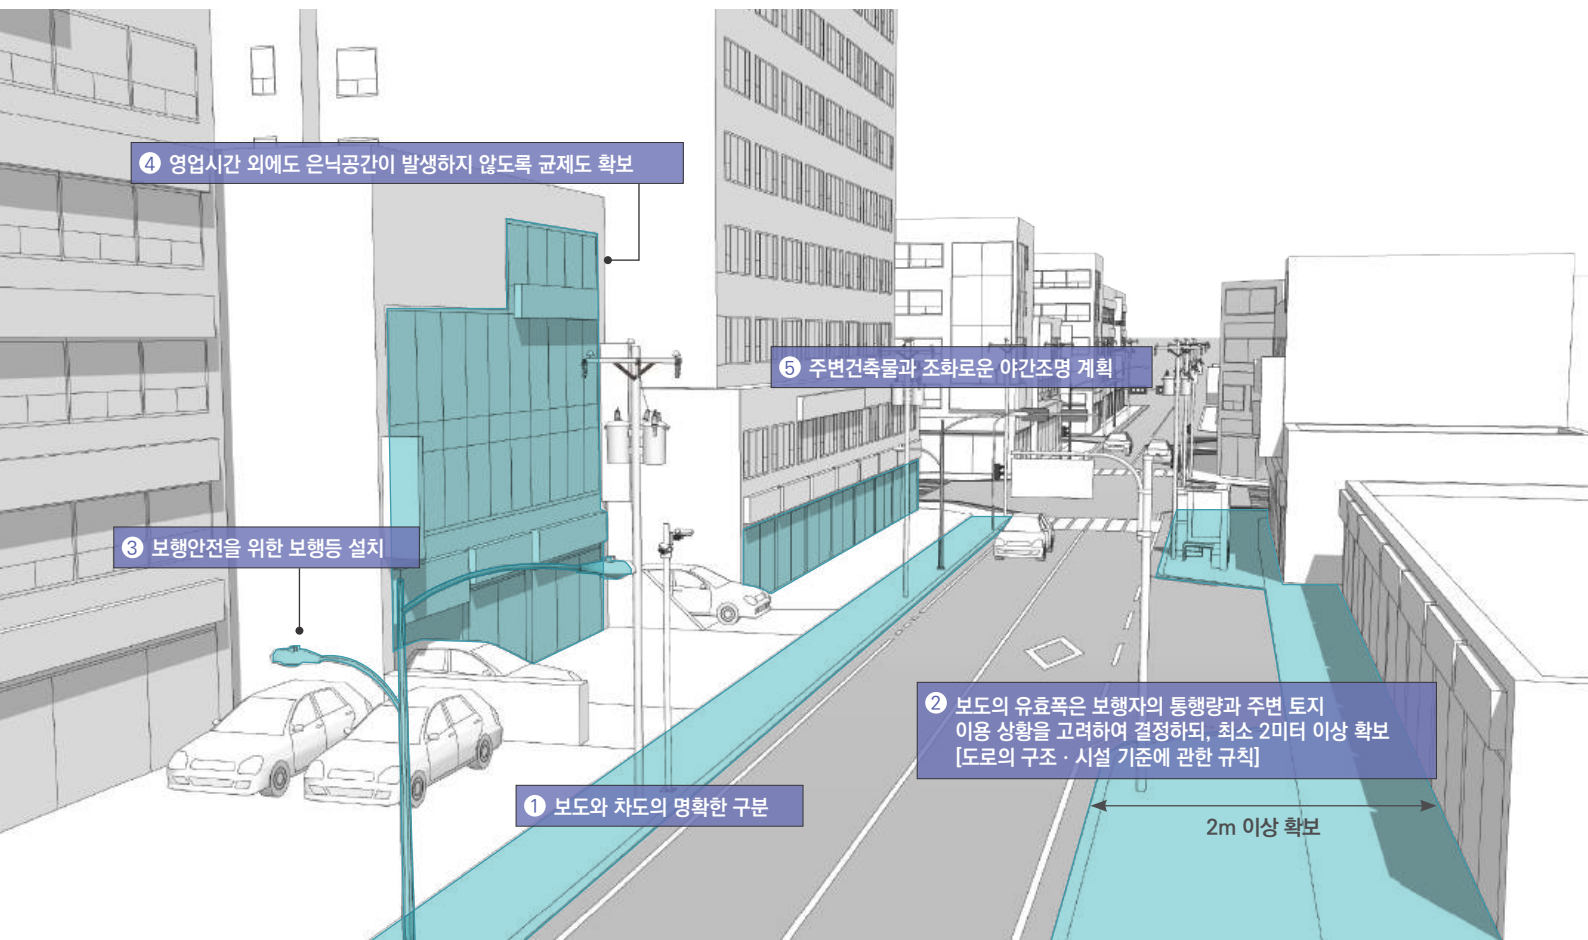 ④ 영업시간 외에도 은닉공간이 발생하지 않도록 균제도 확보
⑤ 주변건축물과 조화로운 야간조명 계획
③ 보행안전을 위한 보행등 설치
② 보도의 유효폭은 보행자의 통행량과 주변 토지
이용 상황을 고려하여 결정하되, 최소 2미터 이상 확보
[도로의 구조 · 시설 기준에 관한 규칙]
① 보도와 차도의 명확한 구분
2m 이상 확보